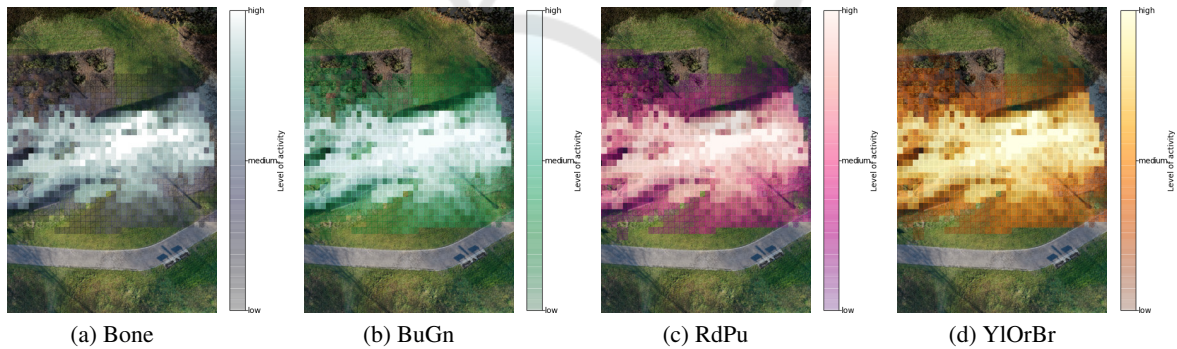 high
medium
low
Level of activity
high
medium
low
Level of activity
high
medium
low
Level of activity
high
medium
low
Level of activity
(a) Bone
(b) BuGn
(c) RdPu
(d) YlOrBr